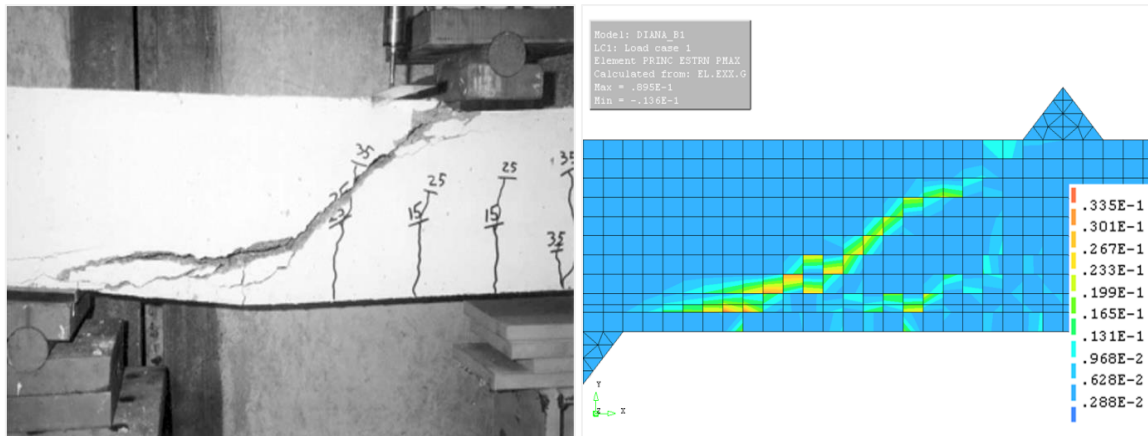 35
25
25
35
25
23
15
15
35
Model: DIANA_B1
LC1: Load case 1
Element PRINC ESTRN PMAX
Calculated from: EL.EXX.G
Max = .895E-1
Min = -.136E-1
.335E-1
.301E-1
.267E-1
.233E-1
.199E-1
.165E-1
.131E-1
.968E-2
.628E-2
.288E-2
Y
Z X